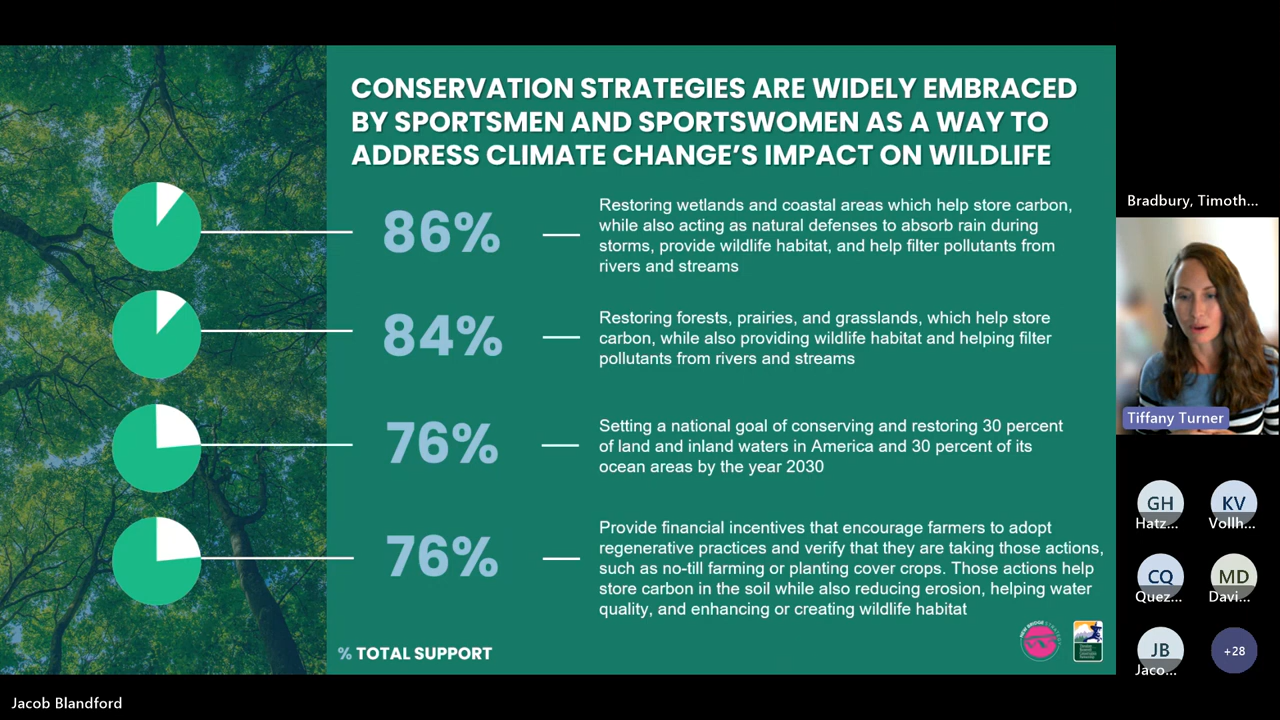 CONSERVATION STRATEGIES ARE WIDELY EMBRACED
BY SPORTSMEN AND SPORTSWOMEN AS A WAY TO
ADDRESS CLIMATE CHANGE'S IMPACT ON WILDLIFE
86%
Restoring wetlands and coastal areas which help store carbon,
while also acting as natural defenses to absorb rain during
storms, provide wildlife habitat, and help filter pollutants from
rivers and streams
84%
Restoring forests, prairies, and grasslands, which help store
carbon, while also providing wildlife habitat and helping filter
pollutants from rivers and streams
76%
Setting a national goal of conserving and restoring 30 percent
of land and inland waters in America and 30 percent of its
ocean areas by the year 2030
76%
Provide financial incentives that encourage farmers to adopt
regenerative practices and verify that they are taking those actions,
such as no-till farming or planting cover crops. Those actions help
store carbon in the soil while also reducing erosion, helping water
quality, and enhancing or creating wildlife habitat
% TOTAL SUPPORT
Bradbury, Timoth...
Tiffany Turner
GH
Hatz...
KV
Vollh...
CQ
Quez...
MD
Davi...
JB
Jaco...
+28
Jacob Blandford